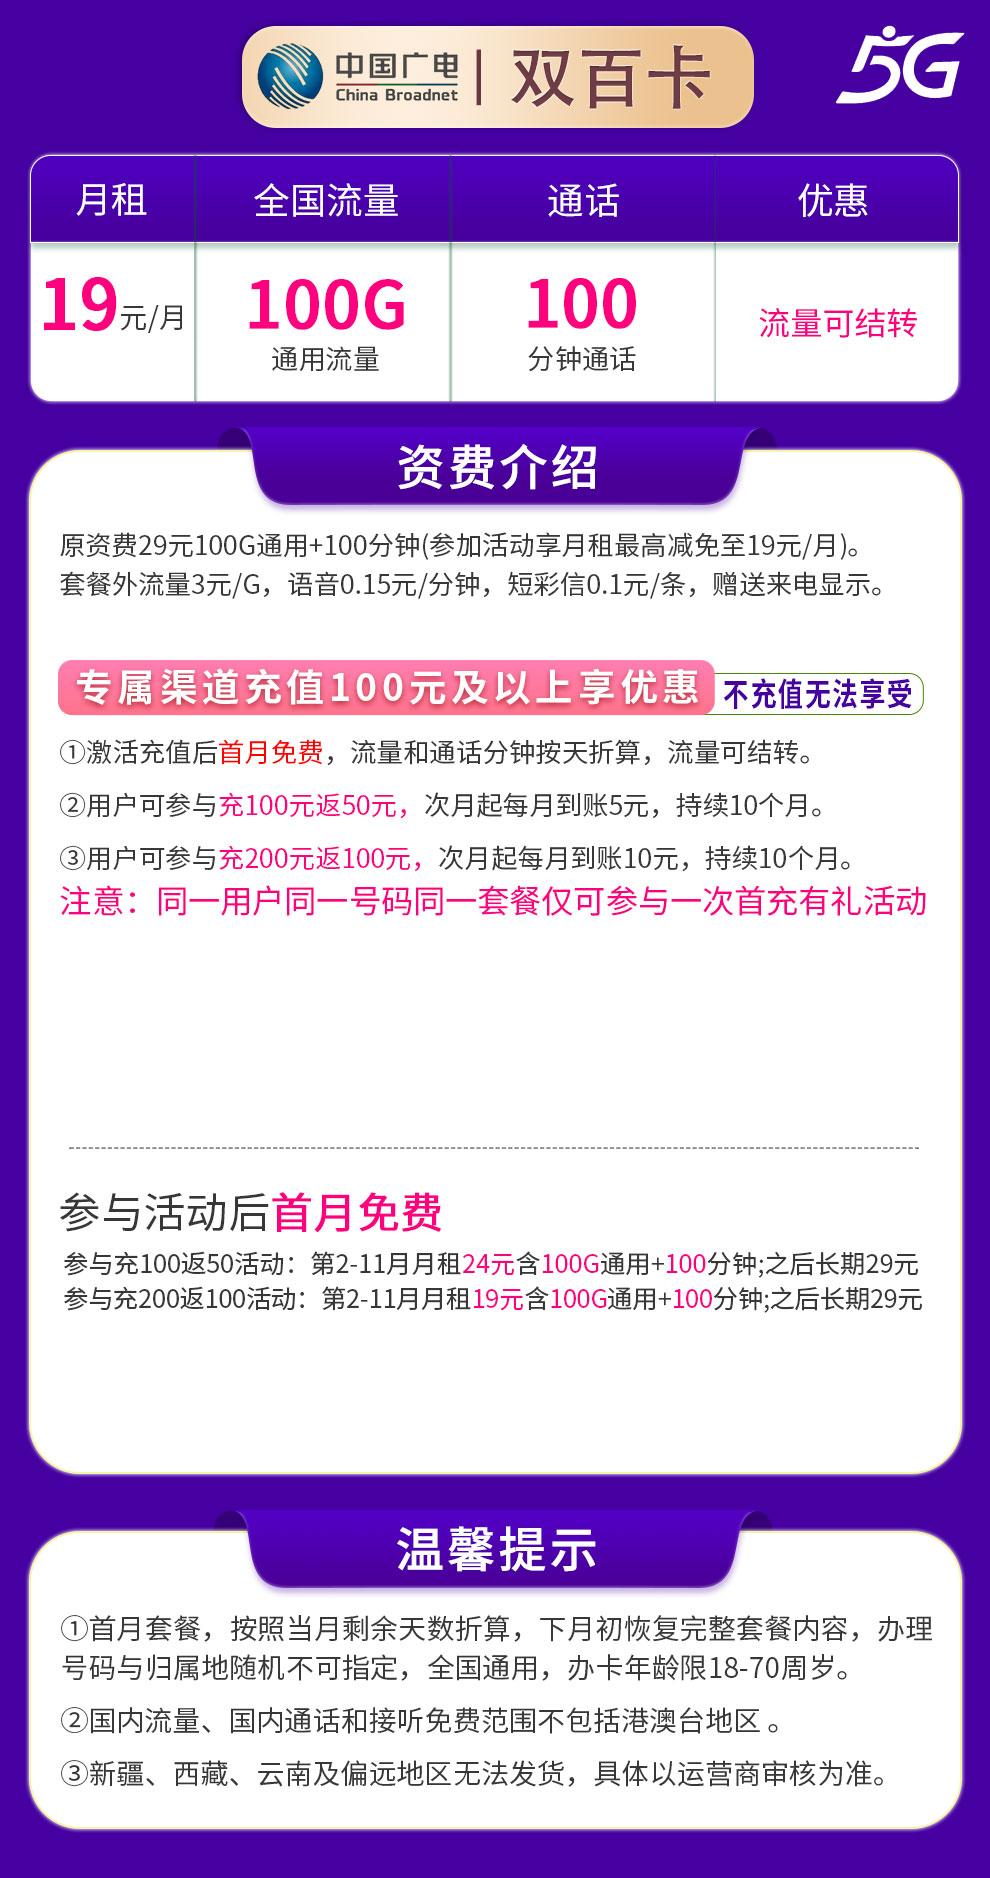 中国广电
China Broadnet
双百卡
5G
月租 全国流量 通话 优惠
19元/月 100G 100 流量可结转
通用流量 分钟通话
资费介绍
原资费29元100G通用+100分钟(参加活动享月租最高减免至19元/月)。
套餐外流量3元/G，语音0.15元/分钟，短彩信0.1元/条，赠送来电显示。
专属渠道充值100元及以上享优惠 不充值无法享受
①激活充值后首月免费，流量和通话分钟按天折算，流量可结转。
②用户可参与充100元返50元，次月起每月到账5元，持续10个月。
③用户可参与充200元返100元，次月起每月到账10元，持续10个月。
注意：同一用户同一号码同一套餐仅可参与一次首充有礼活动
参与活动后首月免费
参与充100返50活动：第2-11月月租24元含100G通用+100分钟;之后长期29元
参与充200返100活动：第2-11月月租19元含100G通用+100分钟;之后长期29元
温馨提示
①首月套餐，按照当月剩余天数折算，下月初恢复完整套餐内容，办理
号码与归属地随机不可指定，全国通用，办卡年龄限18-70周岁。
②国内流量、国内通话和接听免费范围不包括港澳台地区。
③新疆、西藏、云南及偏远地区无法发货，具体以运营商审核为准。